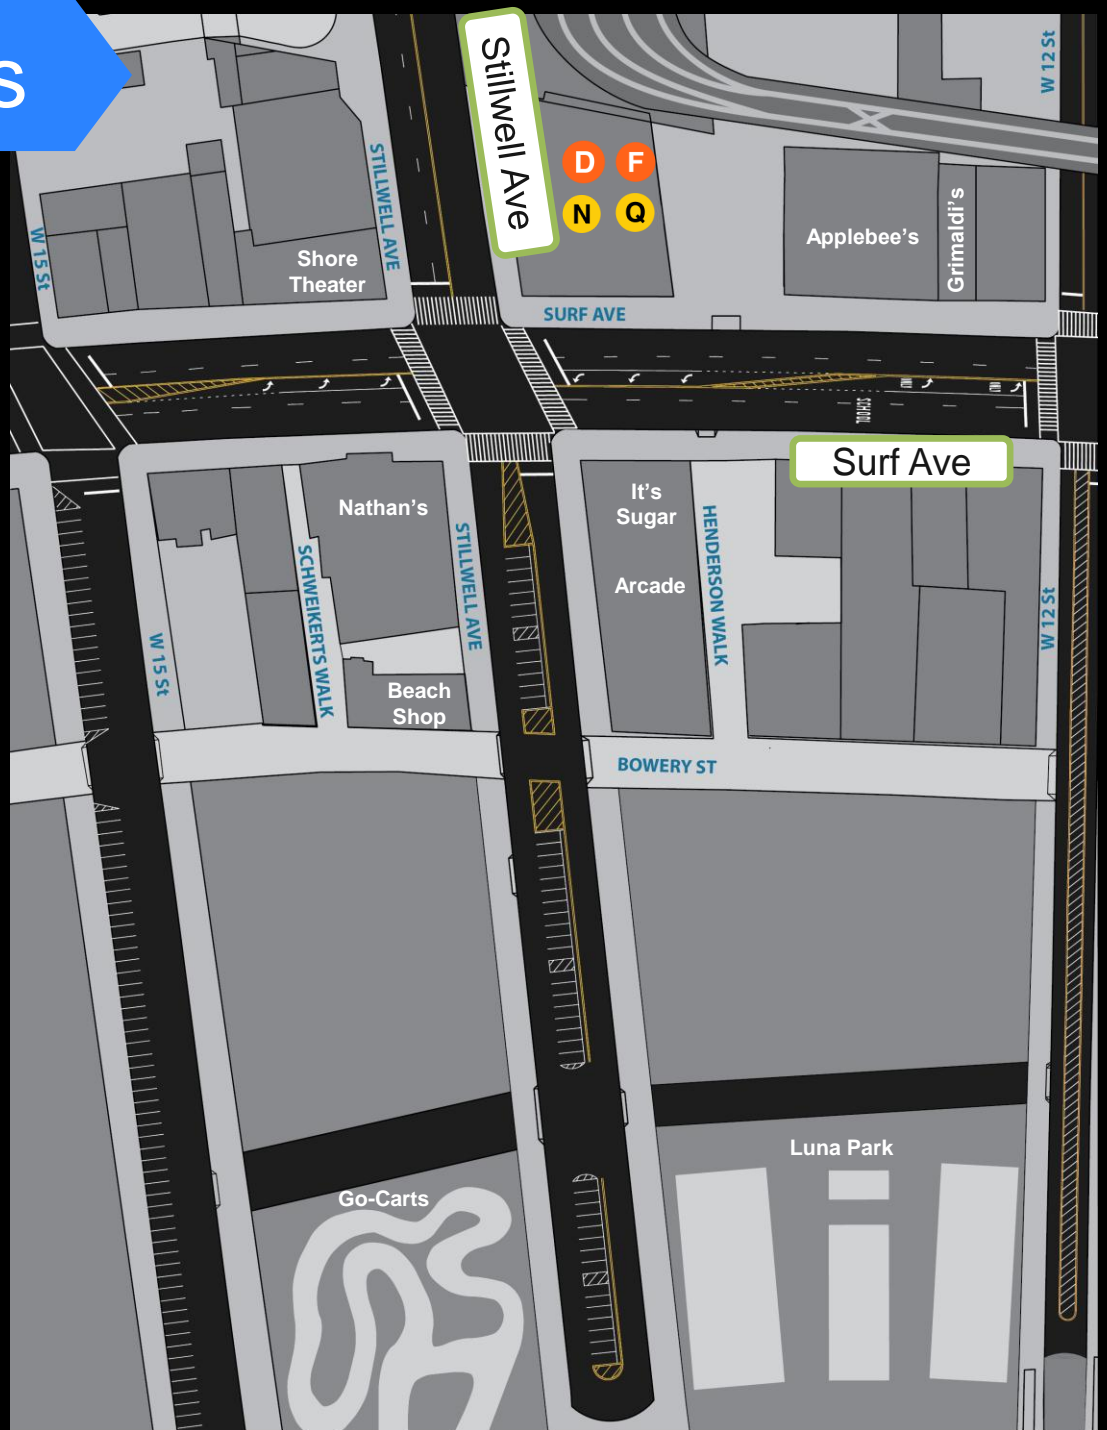 s
Stillwell Ave
W 12 St
STILLWELL AVE
D F
N Q
W 15 St
Shore
Theater
Applebee's
Grimaldi's
SURF AVE
SCHOOL
Surf Ave
Nathan's
It's
Sugar
Arcade
SCHWEIKERTS WALK
STILLWELL AVE
HENDERSON WALK
W 12 St
W 15 St
Beach
Shop
BOWERY ST
Luna Park
Go-Carts